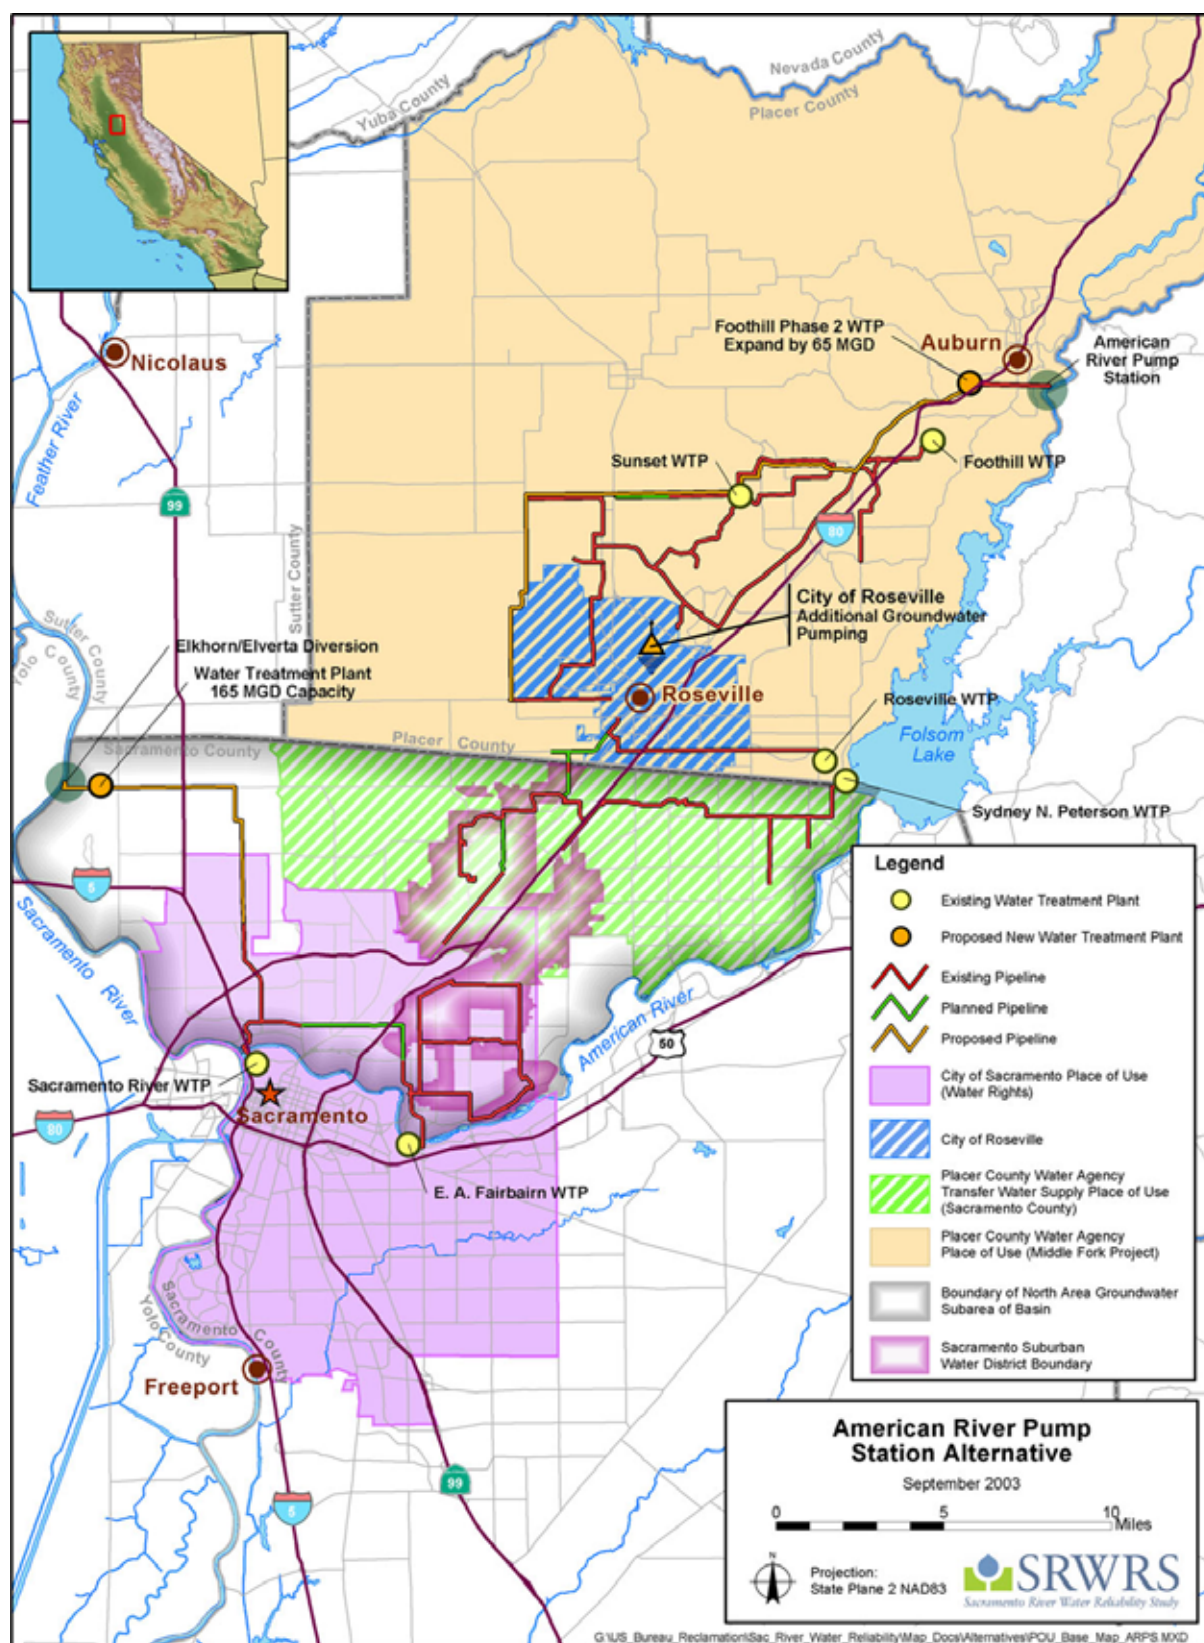 Nevada County
Placer County
Yuba County
Nicolaus
Feather River
99
Sutter County
Foothill Phase 2 WTP
Expand by 65 MGD
Auburn
American
River Pump
Station
Sunset WTP
Foothill WTP
80
City of Roseville
Additional Groundwater
Pumping
Sutter County
Yolo County
Elkhorn/Elverta Diversion
Water Treatment Plant
165 MGD Capacity
Roseville
Roseville WTP
Folsom
Lake
Sacramento County
Placer County
Sydney N. Peterson WTP
5
Sacramento River
American River
50
Sacramento River WTP
Sacramento
80
E. A. Fairbairn WTP
Sacramento County
Yolo County
Freeport
99
5
Legend
Existing Water Treatment Plant
Proposed New Water Treatment Plant
Existing Pipeline
Planned Pipeline
Proposed Pipeline
City of Sacramento Place of Use
(Water Rights)
City of Roseville
Placer County Water Agency
Transfer Water Supply Place of Use
(Sacramento County)
Placer County Water Agency
Place of Use (Middle Fork Project)
Boundary of North Area Groundwater
Subarea of Basin
Sacramento Suburban
Water District Boundary
American River Pump
Station Alternative
September 2003
0 5 10
Miles
N
Projection:
State Plane 2 NAD83
SRWRS
Sacramento River Water Reliability Study
G:\US_Bureau_Reclamation\Sac_River_Water_Reliability\Map_Docs\Alternatives\POU_Base_Map_ARPS.MXD